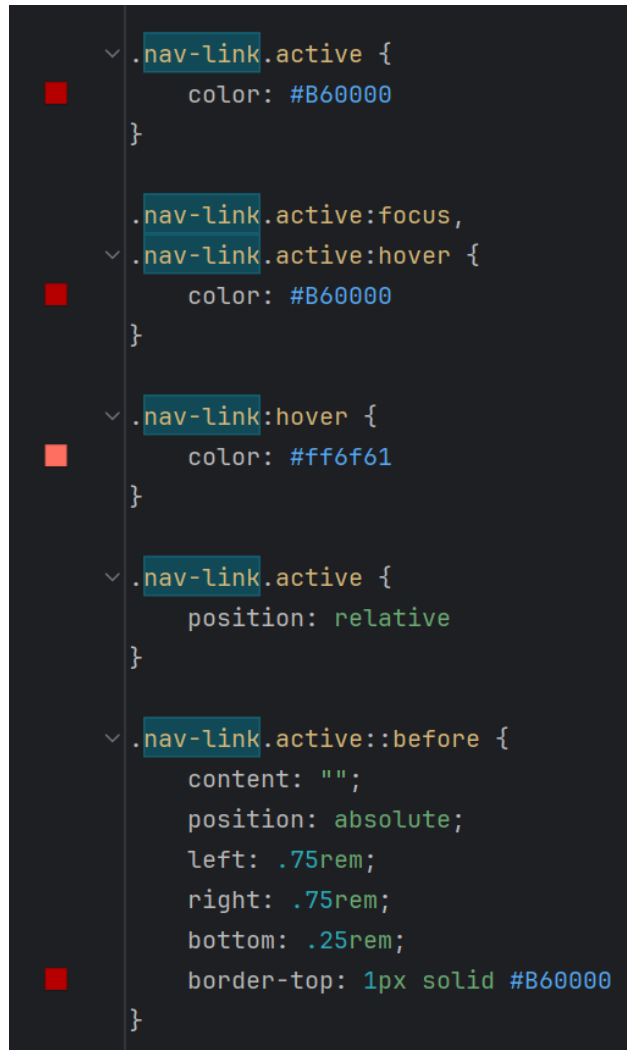 .nav-link.active {
    color: #B60000
}

.nav-link.active:focus,
.nav-link.active:hover {
    color: #B60000
}

.nav-link:hover {
    color: #ff6f61
}

.nav-link.active {
    position: relative
}

.nav-link.active::before {
    content: "";
    position: absolute;
    left: .75rem;
    right: .75rem;
    bottom: .25rem;
    border-top: 1px solid #B60000
}